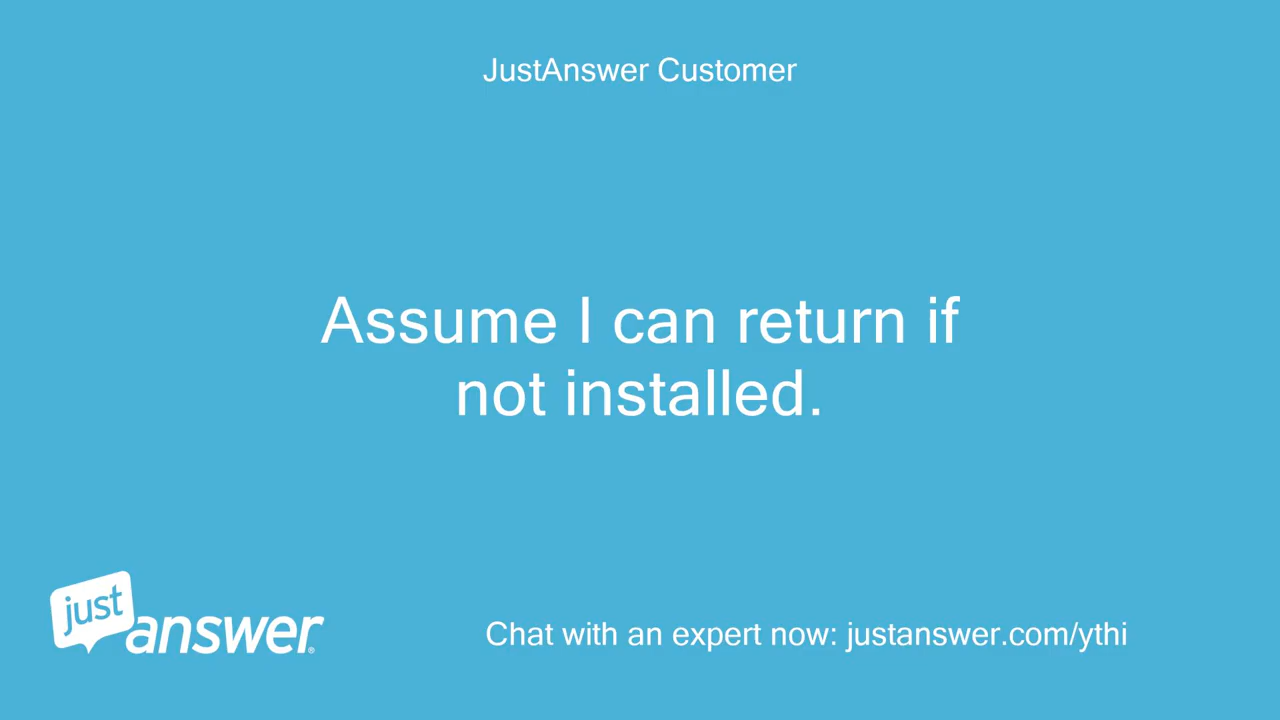 JustAnswer Customer
Assume I can return if
not installed.
just
answer®
Chat with an expert now: justanswer.com/ythi